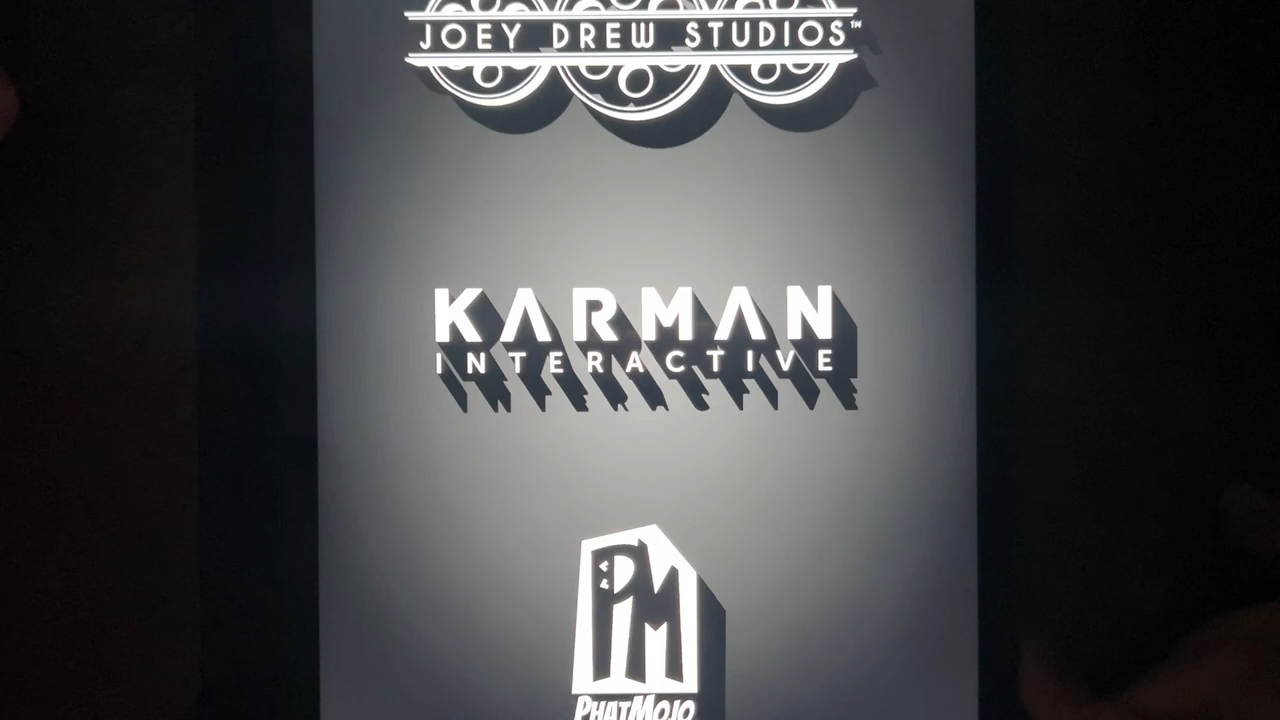 JOEY DREW STUDIOS™
KARMAN
INTERACTIVE
PM
PHATMOJO